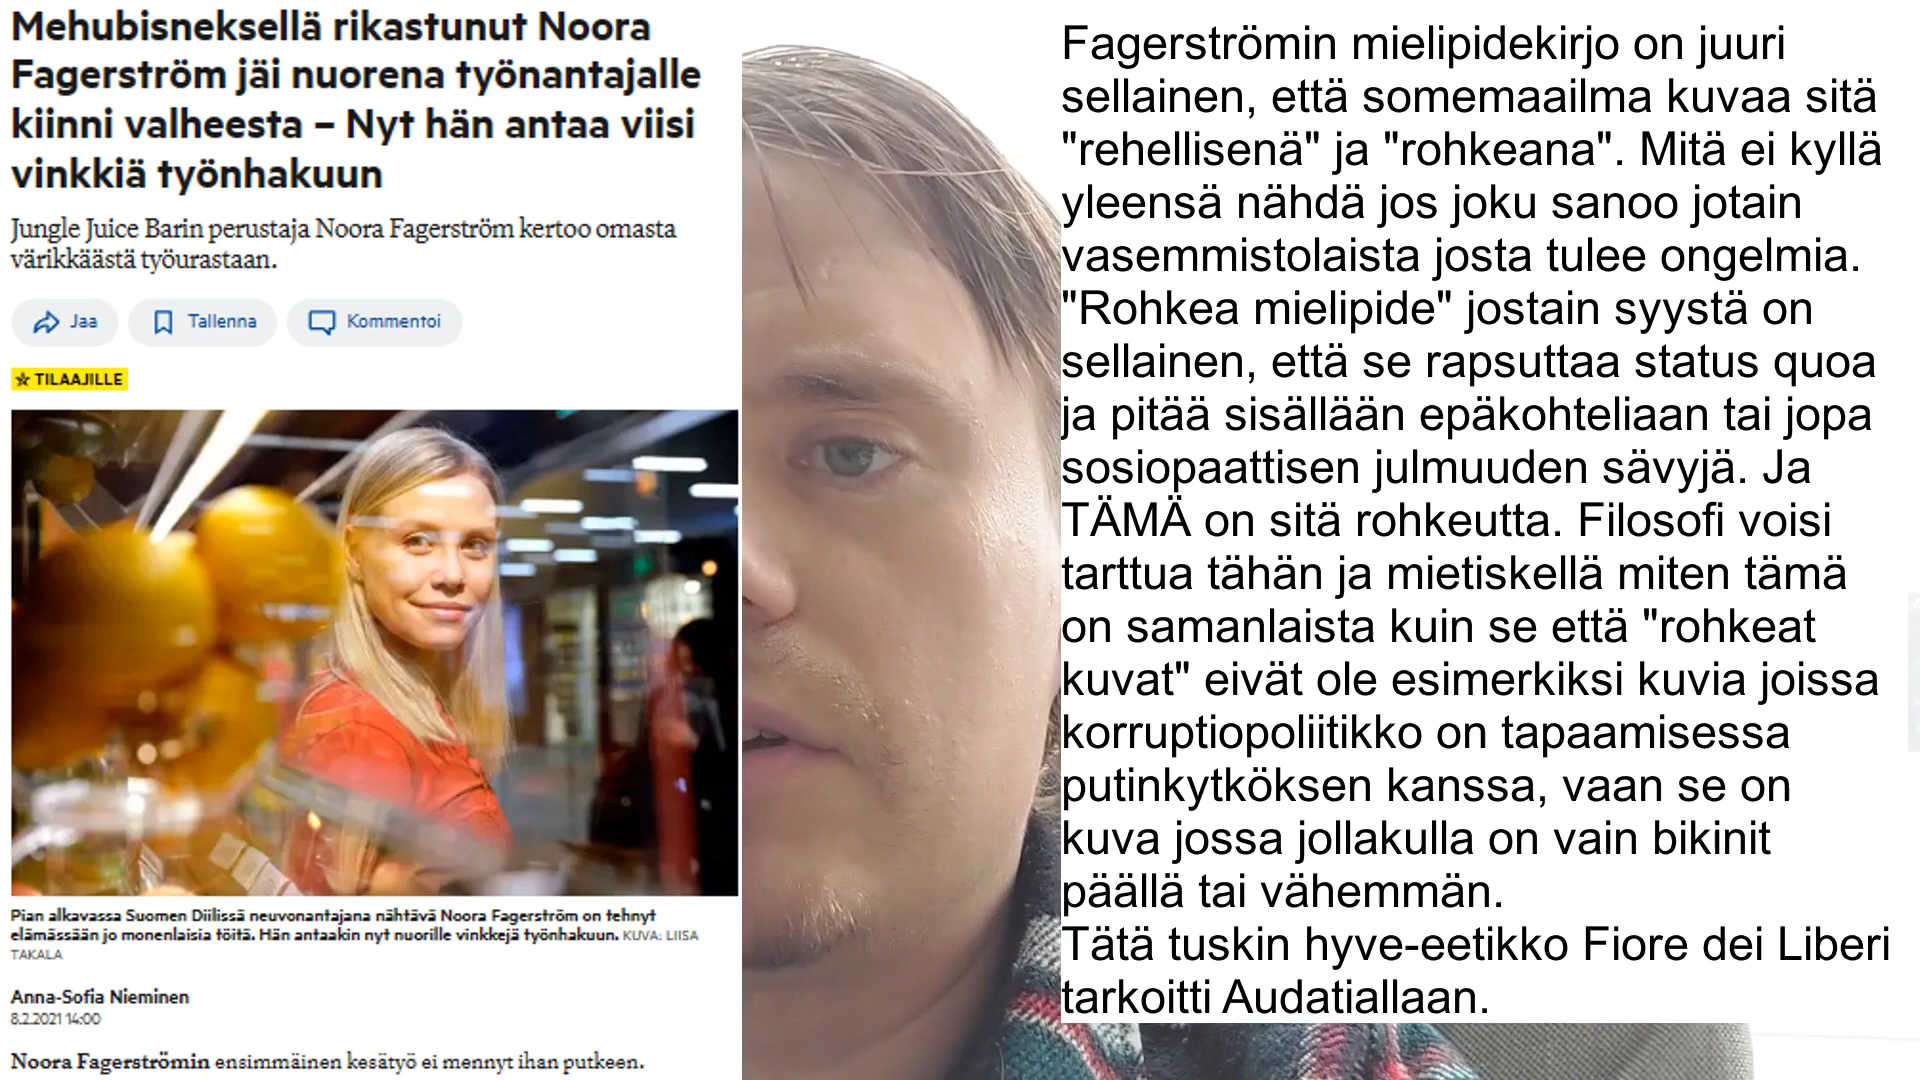 Mehubisneksellä rikastunut Noora
Fagerström jäi nuorena työnantajalle
kiinni valheesta – Nyt hän antaa viisi
vinkkiä työnhakuun
Jungle Juice Barin perustaja Noora Fagerström kertoo omasta
värikkäästä työurastaan.
Jaa
Tallenna
Kommentoi
TILAAJILLE
Pian alkavassa Suomen Diilissä neuvonantajana nähtävä Noora Fagerström on tehnyt
elämässään jo monenlaisia töitä. Hän antaakin nyt nuorille vinkkejä työnhakuun. KUVA: LIISA
TAKALA
Anna-Sofia Nieminen
8.2.2021 14:00
Noora Fagerströmin ensimmäinen kesätyö ei mennyt ihan putkeen.
Fagerströmin mielipidekirjo on juuri
sellainen, että somemaailma kuvaa sitä
"rehellisenä" ja "rohkeana". Mitä ei kyllä
yleensä nähdä jos joku sanoo jotain
vasemmistolaista josta tulee ongelmia.
"Rohkea mielipide" jostain syystä on
sellainen, että se rapsuttaa status quoa
ja pitää sisällään epäkohteliaan tai jopa
sosiopaattisen julmuuden sävyjä. Ja
TÄMÄ on sitä rohkeutta. Filosofi voisi
tarttua tähän ja mietiskellä miten tämä
on samanlaista kuin se että "rohkeat
kuvat" eivät ole esimerkiksi kuvia joissa
korruptiopoliitikko on tapaamisessa
putinkytköksen kanssa, vaan se on
kuva jossa jollakulla on vain bikinit
päällä tai vähemmän.
Tätä tuskin hyve-eetikko Fiore dei Liberi
tarkoitti Audatiallaan.